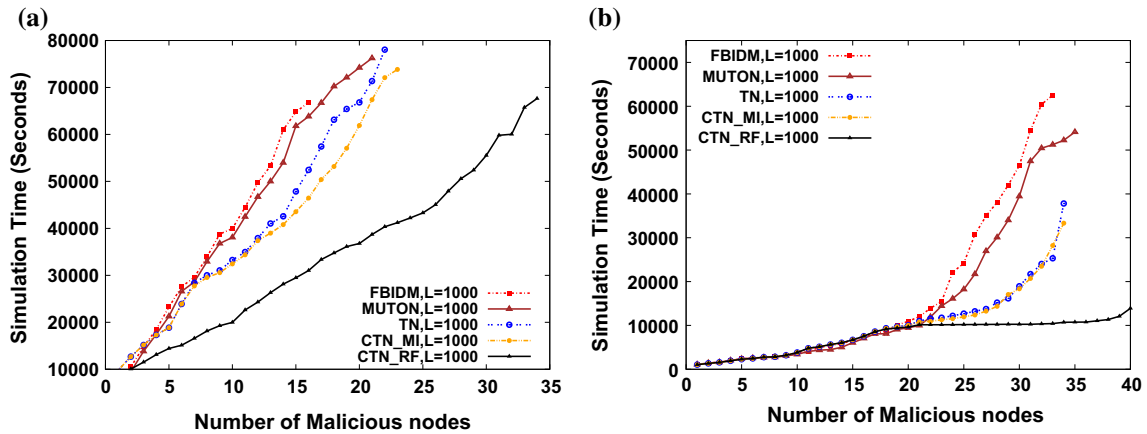 (a)
Simulation Time (Seconds)
80000
70000
60000
50000
40000
30000
20000
10000
FBIDM,L=1000
MUTON,L=1000
TN,L=1000
CTN_MI,L=1000
CTN_RF,L=1000
0 5 10 15 20 25 30 35
Number of Malicious nodes
(b)
Simulation Time (Seconds)
70000
60000
50000
40000
30000
20000
10000
0
FBIDM,L=1000
MUTON,L=1000
TN,L=1000
CTN_MI,L=1000
CTN_RF,L=1000
0 5 10 15 20 25 30 35 40
Number of Malicious nodes